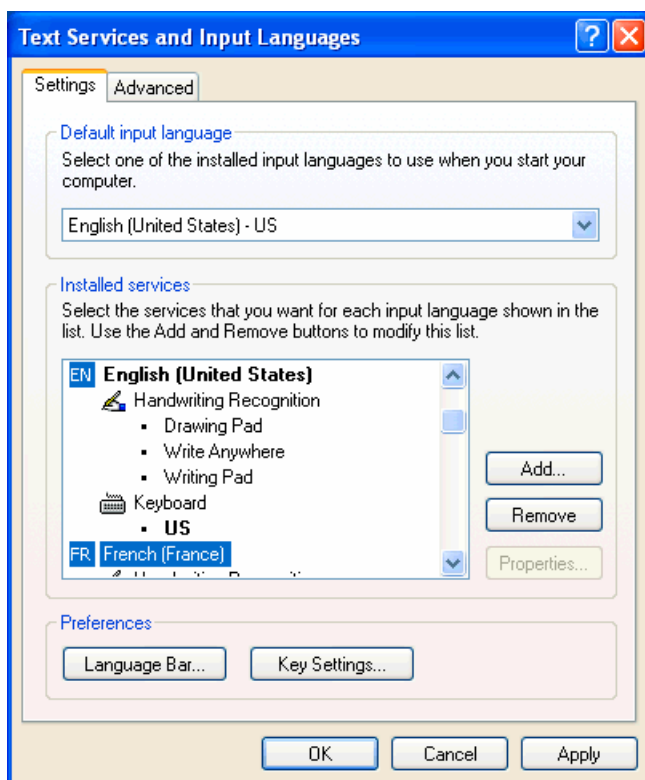 Text Services and Input Languages
Settings
Advanced
Default input language
Select one of the installed input languages to use when you start your
computer.
English (United States) - US
Installed services
Select the services that you want for each input language shown in the
list. Use the Add and Remove buttons to modify this list.
EN English (United States)
Handwriting Recognition
▪ Drawing Pad
▪ Write Anywhere
▪ Writing Pad
Keyboard
▪ US
FR French (France)
Add...
Remove
Properties...
Preferences
Language Bar...
Key Settings...
OK
Cancel
Apply